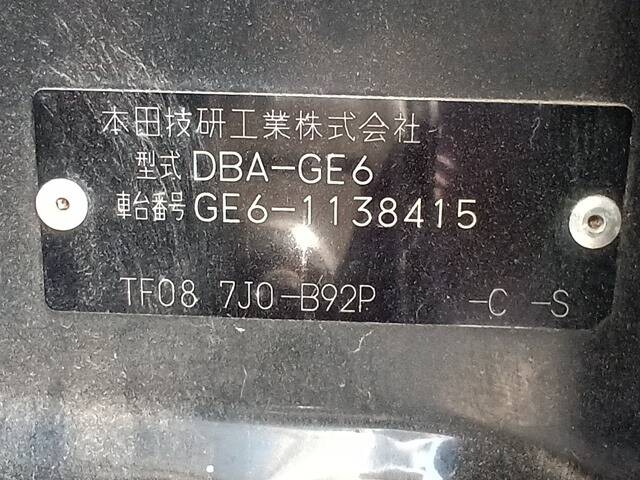 本田技研工業株式会社
型式 DBA-GE6
車台番号 GE6-1138415
TF08 7J0-B92P -C -S